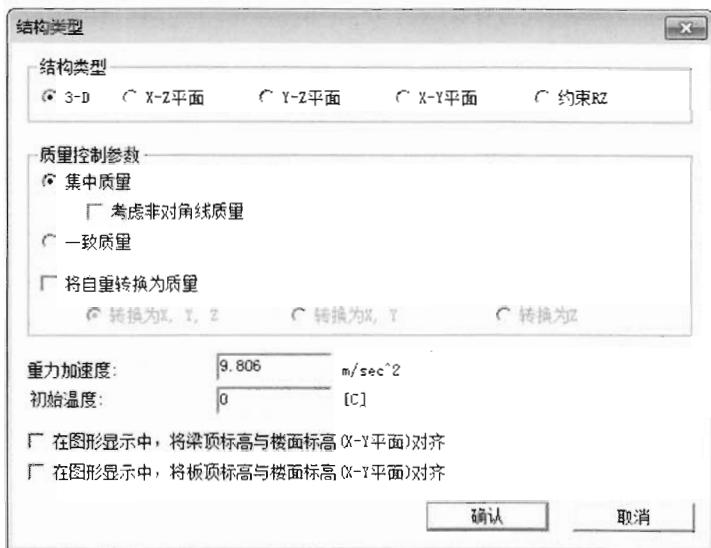 结构类型
结构类型
3-D X-Z平面 Y-Z平面 X-Y平面 约束RZ
质量控制参数
集中质量
考虑非对角线质量
一致质量
将自重转换为质量
转换为X, Y, Z 转换为X, Y 转换为Z
重力加速度: 9.806 m/sec^2
初始温度: 0 [C]
在图形显示中，将梁顶标高与楼面标高(X-Y平面)对齐
在图形显示中，将板顶标高与楼面标高(X-Y平面)对齐
确认 取消